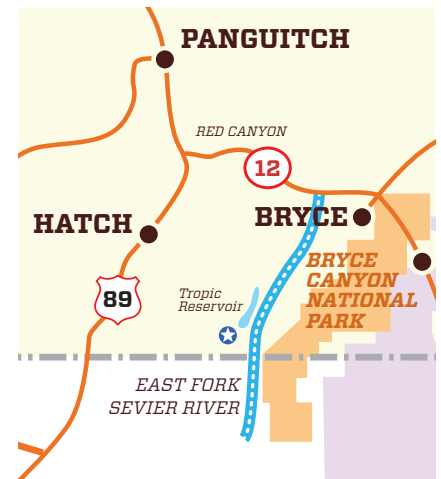 PANGUITCH
RED CANYON
12
HATCH
BRYCE
BRYCE
CANYON
NATIONAL
PARK
89
Tropic
Reservoir
EAST FORK
SEVIER RIVER